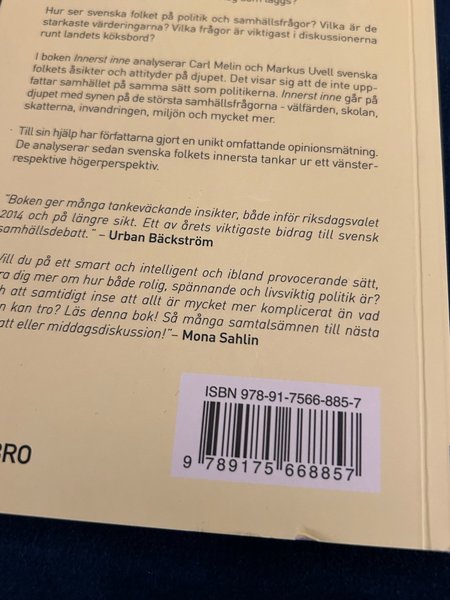 som läggs?
Hur ser svenska folket på politik och samhällsfrågor? Vilka är de
starkaste värderingarna? Vilka frågor är viktigast i diskussionerna
runt landets köksbord?
I boken Innerst inne analyserar Carl Melin och Markus Uvell svenska
folkets åsikter och attityder på djupet. Det visar sig att de inte upp-
fattar samhället på samma sätt som politikerna. Innerst inne går på
djupet med synen på de största samhällsfrågorna - välfärden, skolan,
skatterna, invandringen, miljön och mycket mer.
Till sin hjälp har författarna gjort en unikt omfattande opinionsmätning.
De analyserar sedan svenska folkets innersta tankar ur ett vänster-
respektive högerperspektiv.
"Boken ger många tankeväckande insikter, både inför riksdagsvalet
2014 och på längre sikt. Ett av årets viktigaste bidrag till svensk
samhällsdebatt." – Urban Bäckström
Vill du på ett smart och intelligent och ibland provocerande sätt,
ra dig mer om hur både rolig, spännande och livsviktig politik är?
ch att samtidigt inse att allt är mycket mer komplicerat än vad
n kan tro? Läs denna bok! Så många samtalsämnen till nästa
att eller middagsdiskussion!"– Mona Sahlin
ISBN 978-91-7566-885-7
9 789175 668857
BRO